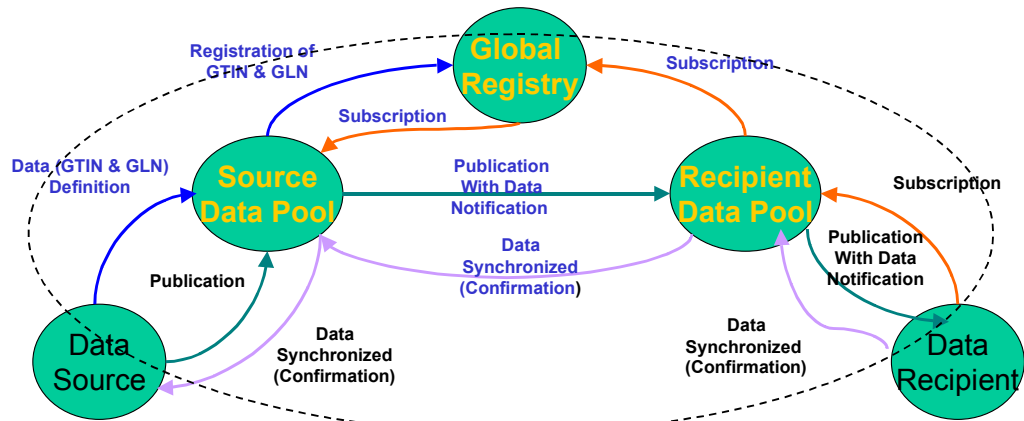 Registration of
GTIN & GLN
Global
Registry
Subscription
Subscription
Data (GTIN & GLN)
Definition
Source
Data Pool
Publication
With Data
Notification
Recipient
Data Pool
Subscription
Publication
Data
Synchronized
(Confirmation)
Publication
With Data
Notification
Data
Source
Data
Synchronized
(Confirmation)
Data
Synchronized
(Confirmation)
Data
Recipient